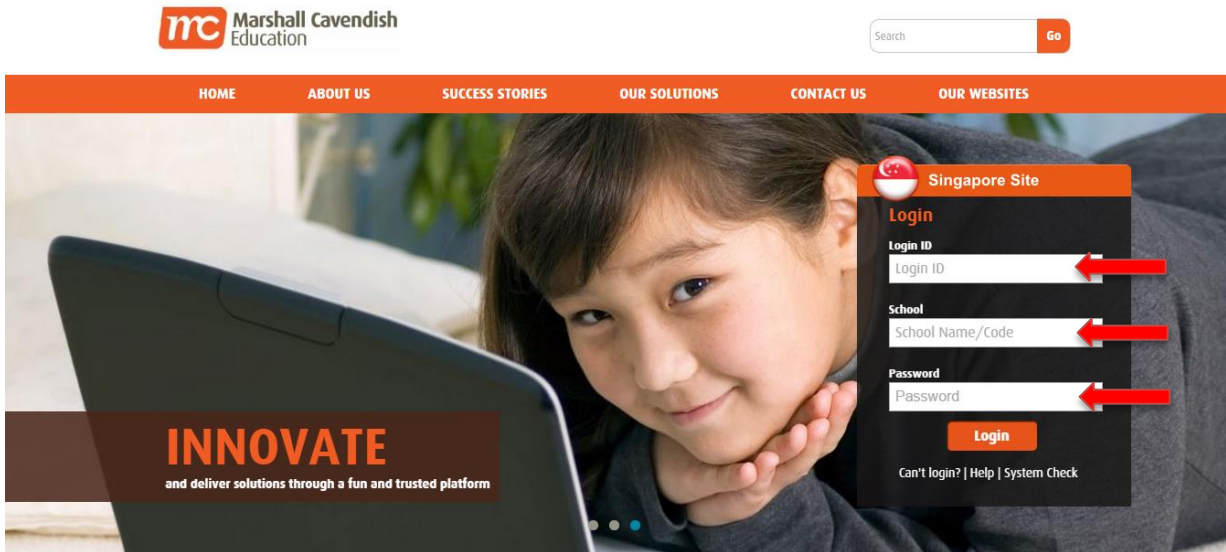 mc Marshall Cavendish
Education
Search Go
HOME ABOUT US SUCCESS STORIES OUR SOLUTIONS CONTACT US OUR WEBSITES
Singapore Site
Login
Login ID
Login ID
School
School Name/Code
Password
Password
Login
Can't login? | Help | System Check
INNOVATE
and deliver solutions through a fun and trusted platform